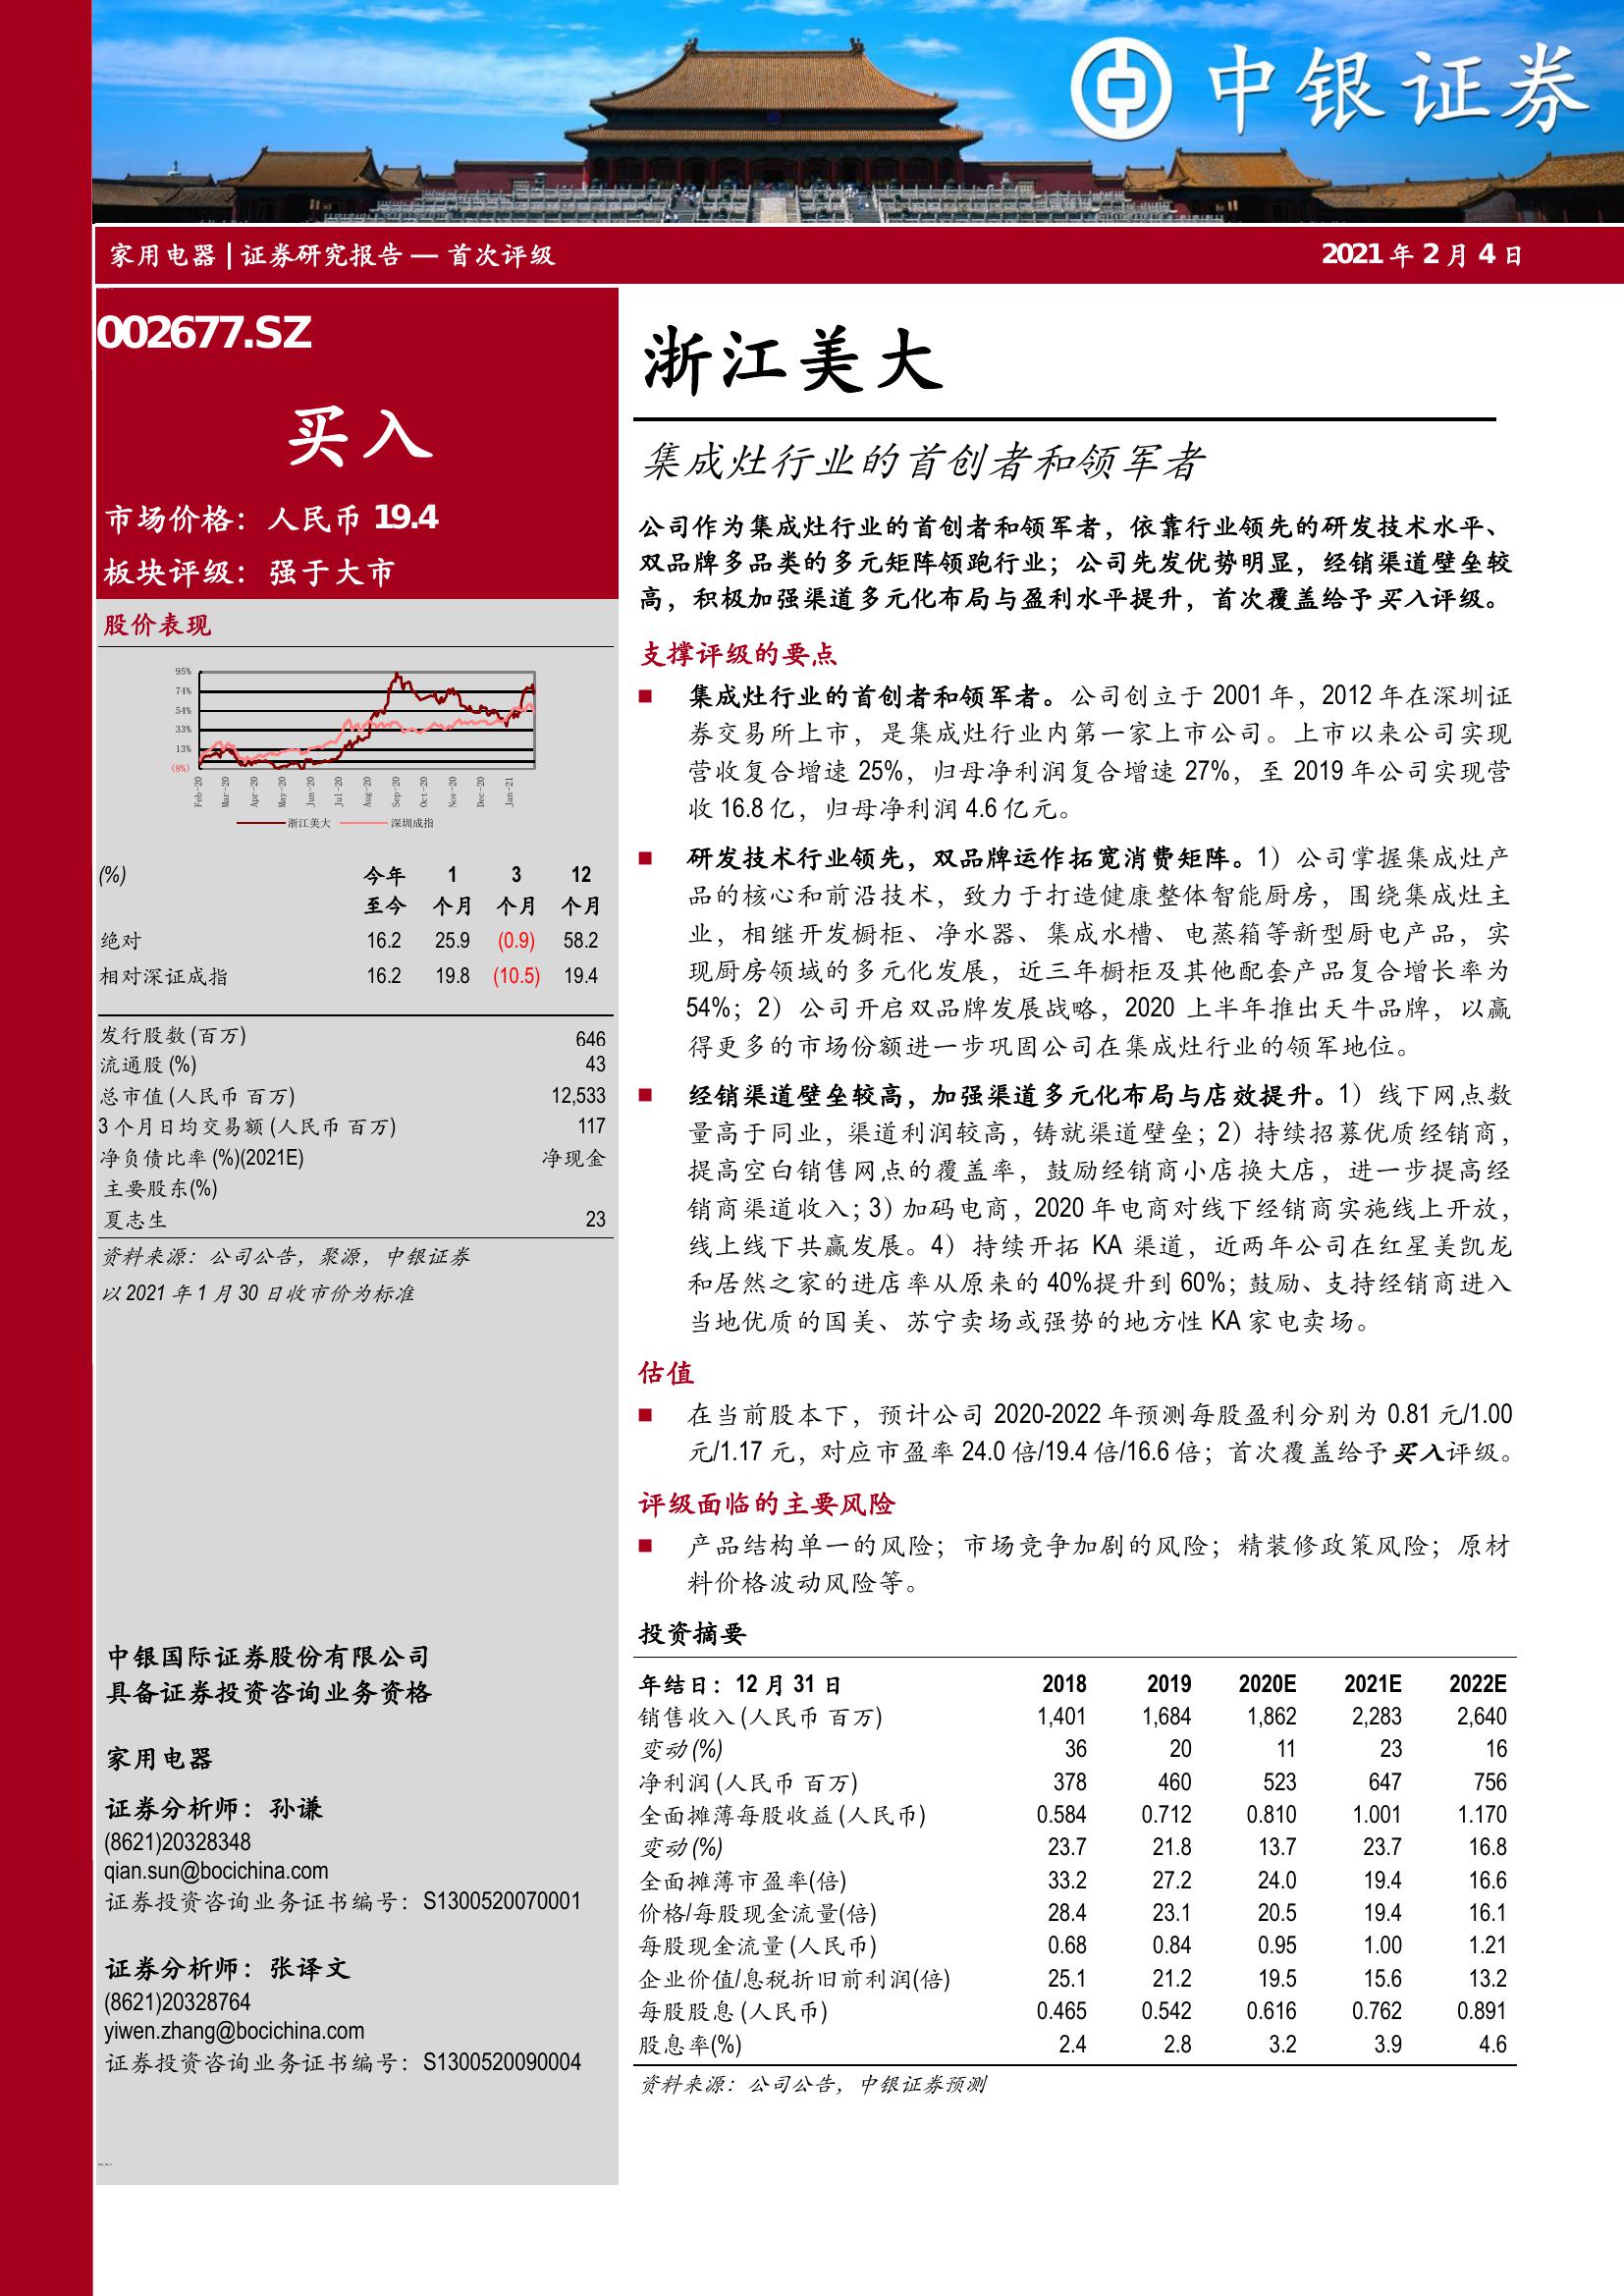 中银证券
家用电器 | 证券研究报告 — 首次评级
2021 年 2 月 4 日
002677.SZ
买入
市场价格：人民币 19.4
板块评级：强于大市
股价表现
95%
74%
54%
33%
13%
(8%)
Feb-20
Mar-20
Apr-20
May-20
Jun-20
Jul-20
Aug-20
Sep-20
Oct-20
Nov-20
Dec-20
Jan-21
浙江美大 深圳成指
(%) 今年 1 3 12
至今 个月 个月 个月
绝对 16.2 25.9 (0.9) 58.2
相对深证成指 16.2 19.8 (10.5) 19.4
发行股数 (百万) 646
流通股 (%) 43
总市值 (人民币 百万) 12,533
3 个月日均交易额 (人民币 百万) 117
净负债比率 (%)(2021E) 净现金
主要股东(%)
夏志生 23
资料来源：公司公告，聚源，中银证券
以 2021 年 1 月 30 日收市价为标准
中银国际证券股份有限公司
具备证券投资咨询业务资格
家用电器
证券分析师：孙谦
(8621)20328348
qian.sun@bocichina.com
证券投资咨询业务证书编号：S1300520070001
证券分析师：张译文
(8621)20328764
yiwen.zhang@bocichina.com
证券投资咨询业务证书编号：S1300520090004
浙江美大
集成灶行业的首创者和领军者
公司作为集成灶行业的首创者和领军者，依靠行业领先的研发技术水平、
双品牌多品类的多元矩阵领跑行业；公司先发优势明显，经销渠道壁垒较
高，积极加强渠道多元化布局与盈利水平提升，首次覆盖给予买入评级。
支撑评级的要点
■ 集成灶行业的首创者和领军者。公司创立于 2001 年，2012 年在深圳证
券交易所上市，是集成灶行业内第一家上市公司。上市以来公司实现
营收复合增速 25%，归母净利润复合增速 27%，至 2019 年公司实现营
收 16.8 亿，归母净利润 4.6 亿元。
■ 研发技术行业领先，双品牌运作拓宽消费矩阵。1）公司掌握集成灶产
品的核心和前沿技术，致力于打造健康整体智能厨房，围绕集成灶主
业，相继开发橱柜、净水器、集成水槽、电蒸箱等新型厨电产品，实
现厨房领域的多元化发展，近三年橱柜及其他配套产品复合增长率为
54%；2）公司开启双品牌发展战略，2020 上半年推出天牛品牌，以赢
得更多的市场份额进一步巩固公司在集成灶行业的领军地位。
■ 经销渠道壁垒较高，加强渠道多元化布局与店效提升。1）线下网点数
量高于同业，渠道利润较高，铸就渠道壁垒；2）持续招募优质经销商，
提高空白销售网点的覆盖率，鼓励经销商小店换大店，进一步提高经
销商渠道收入；3）加码电商，2020 年电商对线下经销商实施线上开放，
线上线下共赢发展。4）持续开拓 KA 渠道，近两年公司在红星美凯龙
和居然之家的进店率从原来的 40%提升到 60%；鼓励、支持经销商进入
当地优质的国美、苏宁卖场或强势的地方性 KA 家电卖场。
估值
■ 在当前股本下，预计公司 2020-2022 年预测每股盈利分别为 0.81 元/1.00
元/1.17 元，对应市盈率 24.0 倍/19.4 倍/16.6 倍；首次覆盖给予买入评级。
评级面临的主要风险
■ 产品结构单一的风险；市场竞争加剧的风险；精装修政策风险；原材
料价格波动风险等。
投资摘要
年结日：12 月 31 日 2018 2019 2020E 2021E 2022E
销售收入 (人民币 百万) 1,401 1,684 1,862 2,283 2,640
变动 (%) 36 20 11 23 16
净利润 (人民币 百万) 378 460 523 647 756
全面摊薄每股收益 (人民币) 0.584 0.712 0.810 1.001 1.170
变动 (%) 23.7 21.8 13.7 23.7 16.8
全面摊薄市盈率(倍) 33.2 27.2 24.0 19.4 16.6
价格/每股现金流量(倍) 28.4 23.1 20.5 19.4 16.1
每股现金流量 (人民币) 0.68 0.84 0.95 1.00 1.21
企业价值/息税折旧前利润(倍) 25.1 21.2 19.5 15.6 13.2
每股股息 (人民币) 0.465 0.542 0.616 0.762 0.891
股息率(%) 2.4 2.8 3.2 3.9 4.6
资料来源：公司公告，中银证券预测